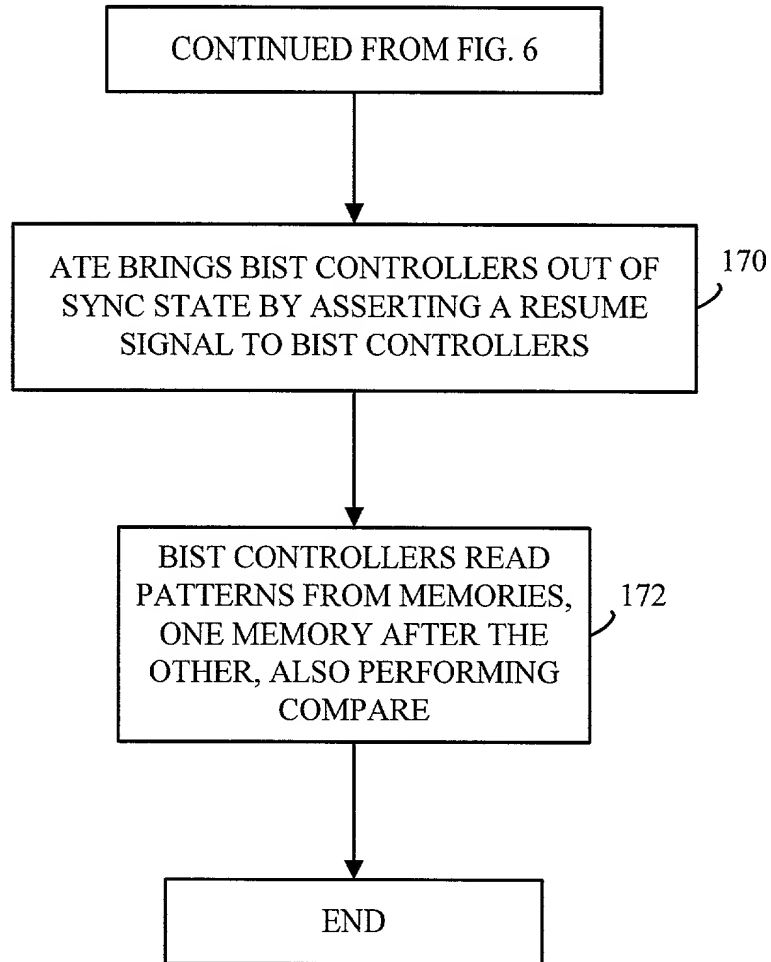 CONTINUED FROM FIG. 6
ATE BRINGS BIST CONTROLLERS OUT OF
SYNC STATE BY ASSERTING A RESUME
SIGNAL TO BIST CONTROLLERS
170
BIST CONTROLLERS READ
PATTERNS FROM MEMORIES,
ONE MEMORY AFTER THE
OTHER, ALSO PERFORMING
COMPARE
172
END